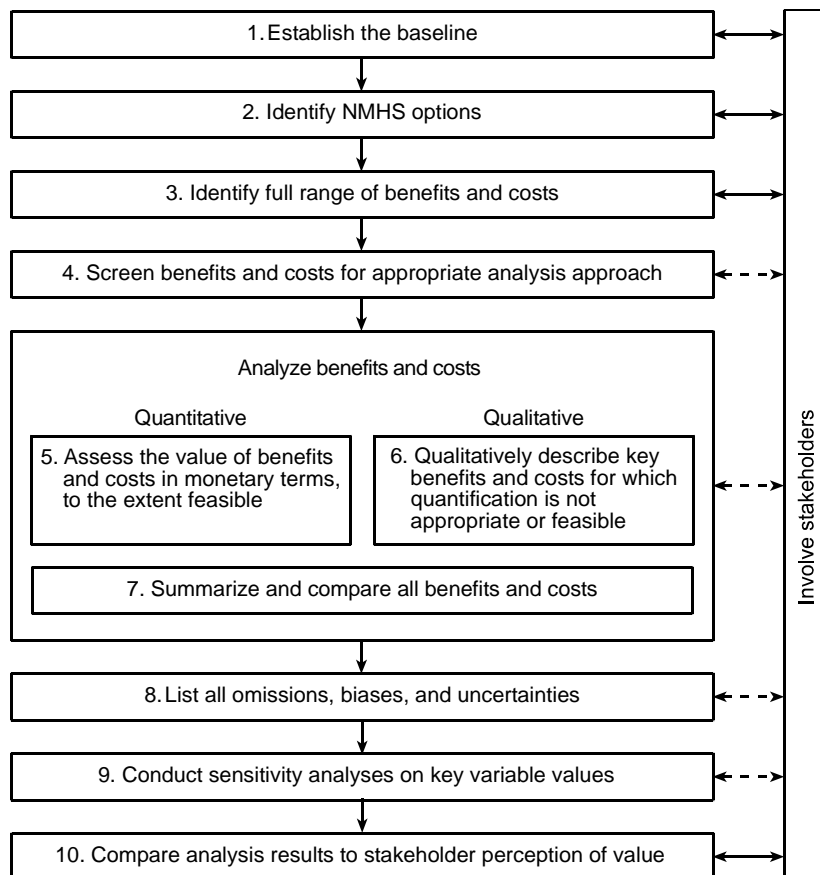 1. Establish the baseline
2. Identify NMHS options
3. Identify full range of benefits and costs
4. Screen benefits and costs for appropriate analysis approach
Analyze benefits and costs
Quantitative
5. Assess the value of benefits
and costs in monetary terms,
to the extent feasible
Qualitative
6. Qualitatively describe key
benefits and costs for which
quantification is not
appropriate or feasible
7. Summarize and compare all benefits and costs
8. List all omissions, biases, and uncertainties
9. Conduct sensitivity analyses on key variable values
10. Compare analysis results to stakeholder perception of value
Involve stakeholders